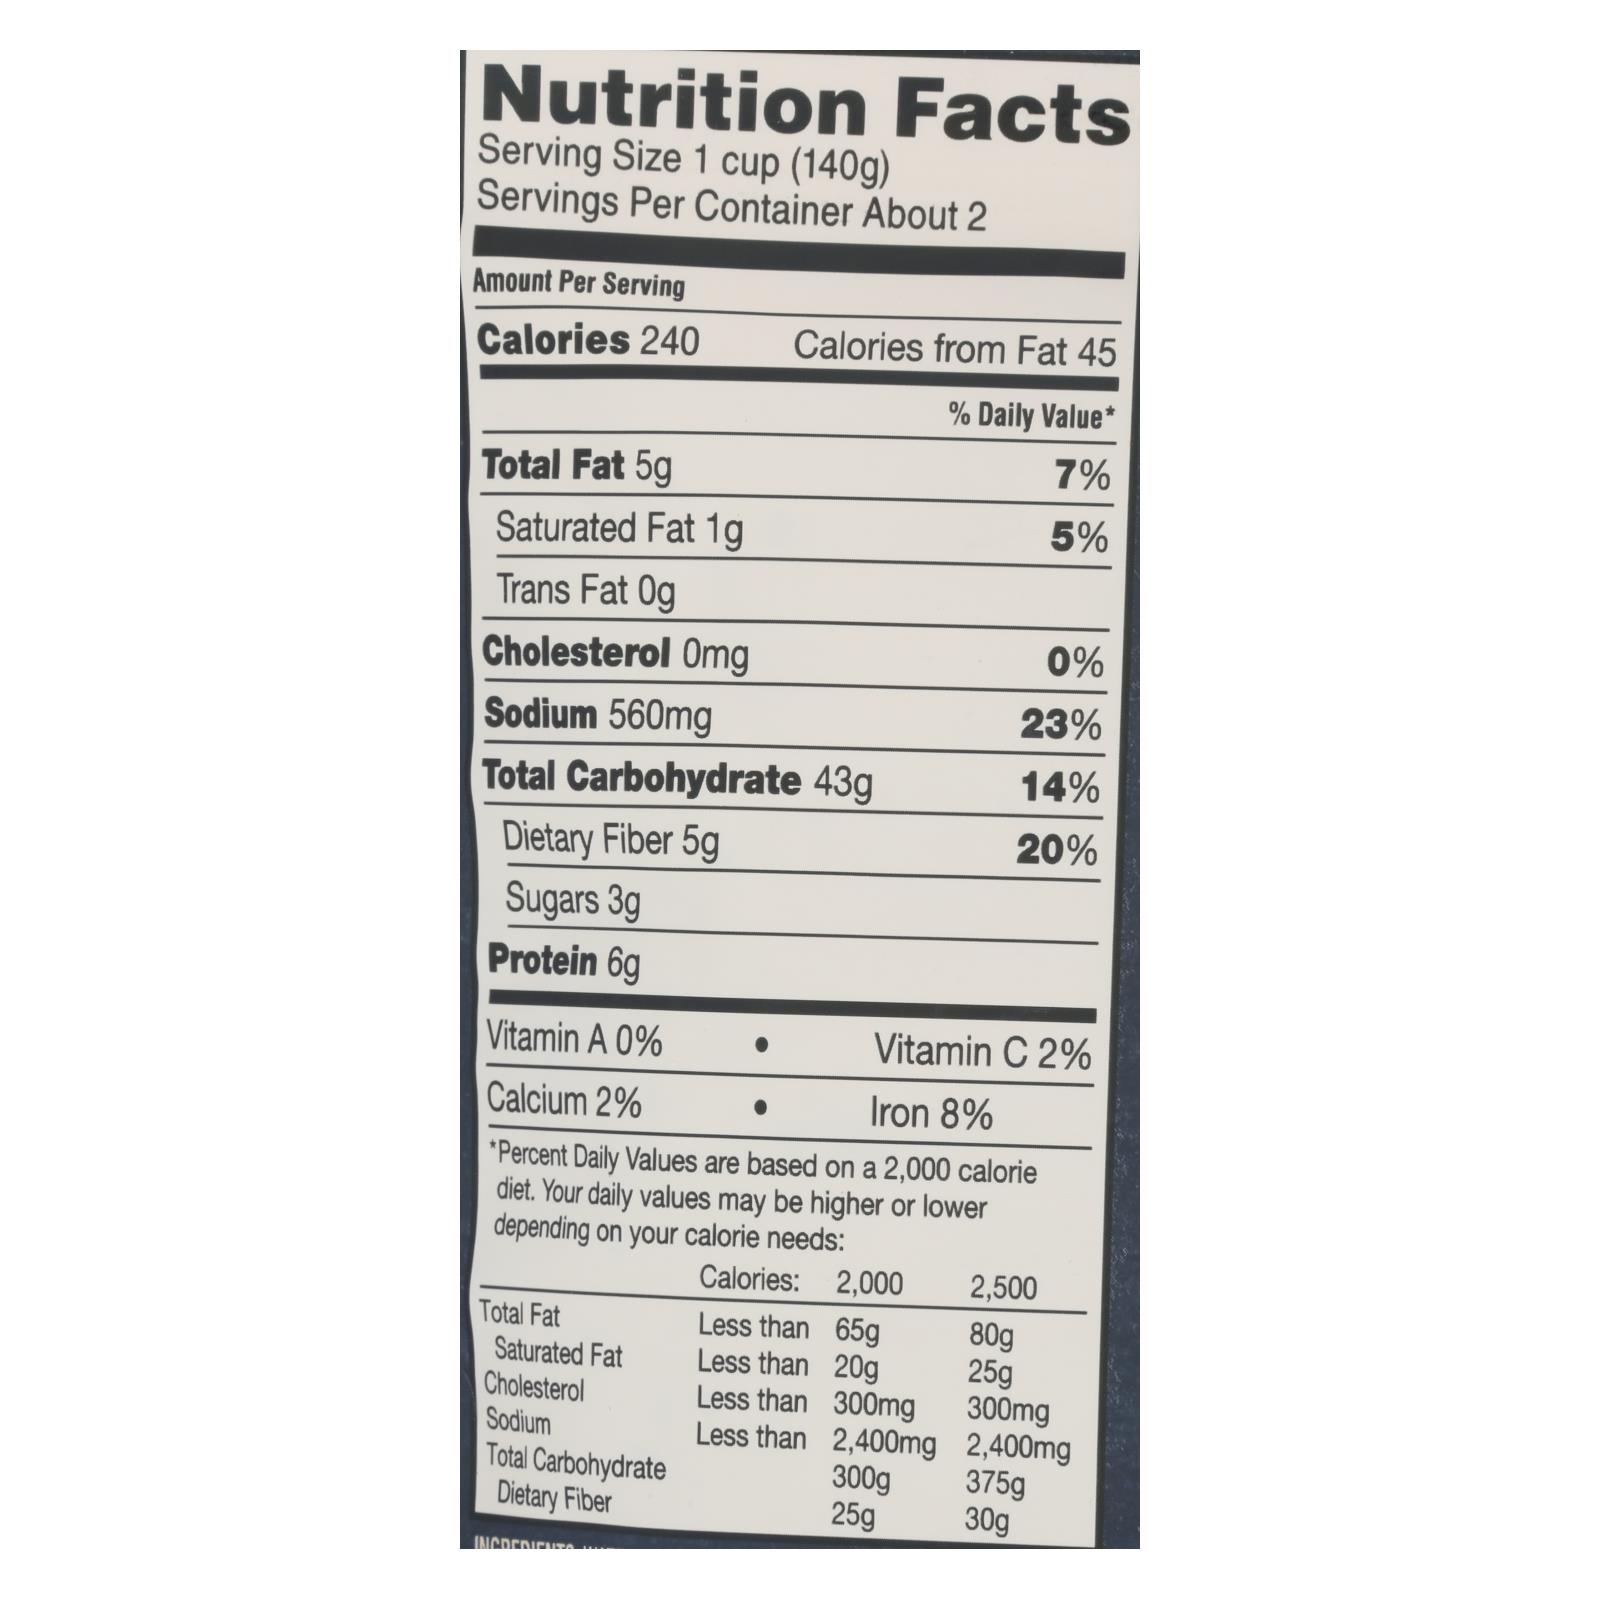 Nutrition Facts
Serving Size 1 cup (140g)
Servings Per Container About 2
Amount Per Serving
Calories 240 Calories from Fat 45
% Daily Value*
Total Fat 5g 7%
Saturated Fat 1g 5%
Trans Fat 0g
Cholesterol 0mg 0%
Sodium 560mg 23%
Total Carbohydrate 43g 14%
Dietary Fiber 5g 20%
Sugars 3g
Protein 6g
Vitamin A 0% • Vitamin C 2%
Calcium 2% • Iron 8%
*Percent Daily Values are based on a 2,000 calorie
diet. Your daily values may be higher or lower
depending on your calorie needs:
Calories: 2,000 2,500
Total Fat Less than 65g 80g
Saturated Fat Less than 20g 25g
Cholesterol Less than 300mg 300mg
Sodium Less than 2,400mg 2,400mg
Total Carbohydrate 300g 375g
Dietary Fiber 25g 30g